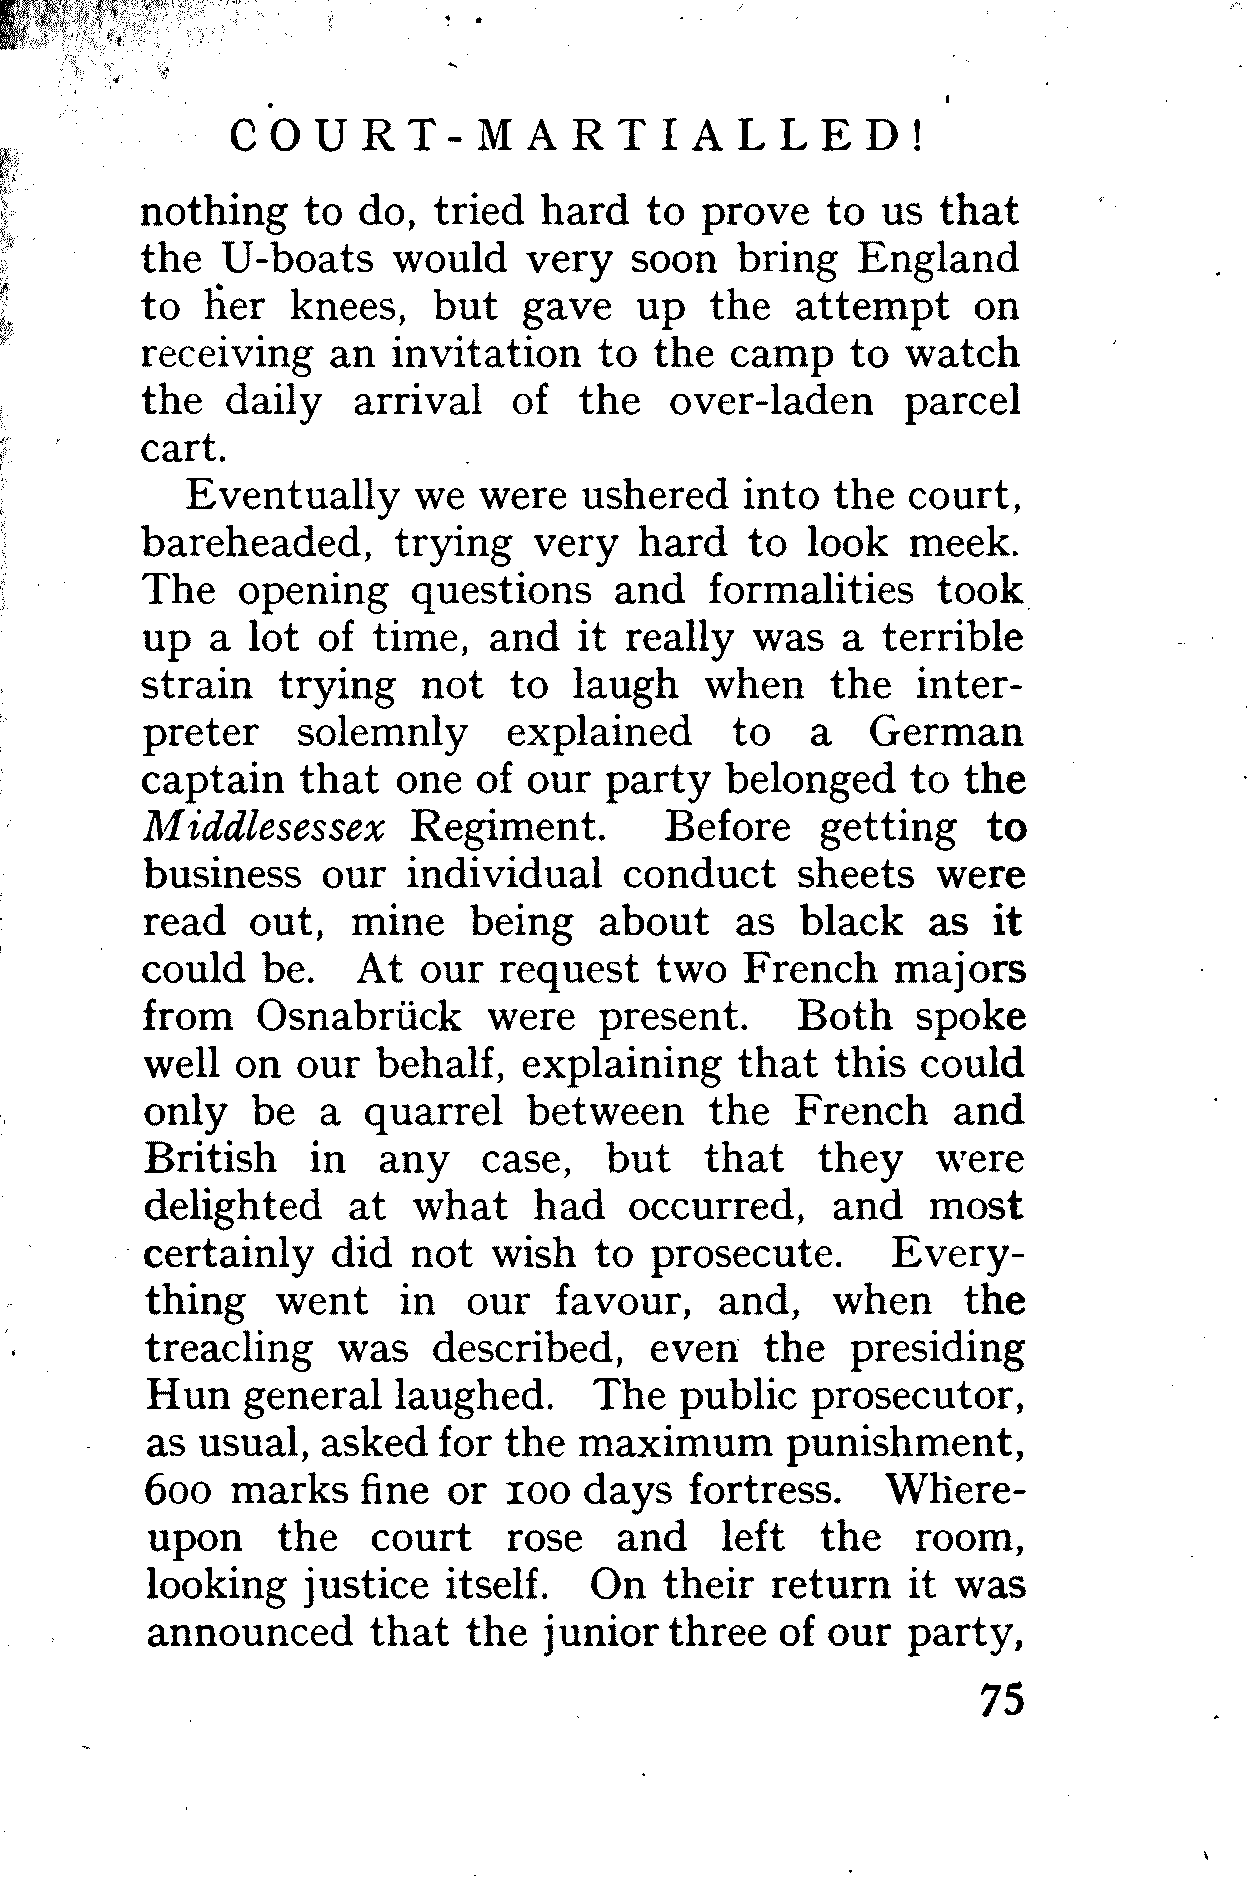 COURT-MARTIALLED!
nothing to do, tried hard to prove to us that
the U-boats would very soon bring England
to her knees, but gave up the attempt on
receiving an invitation to the camp to watch
the daily arrival of the over-laden parcel
cart.
Eventually we were ushered into the court,
bareheaded, trying very hard to look meek.
The opening questions and formalities took
up a lot of time, and it really was a terrible
strain trying not to laugh when the inter-
preter solemnly explained to a German
captain that one of our party belonged to the
Middlesessex Regiment. Before getting to
business our individual conduct sheets were
read out, mine being about as black as it
could be. At our request two French majors
from Osnabrück were present. Both spoke
well on our behalf, explaining that this could
only be a quarrel between the French and
British in any case, but that they were
delighted at what had occurred, and most
certainly did not wish to prosecute. Every-
thing went in our favour, and, when the
treacling was described, even the presiding
Hun general laughed. The public prosecutor,
as usual, asked for the maximum punishment,
600 marks fine or 100 days fortress. Where-
upon the court rose and left the room,
looking justice itself. On their return it was
announced that the junior three of our party,
75